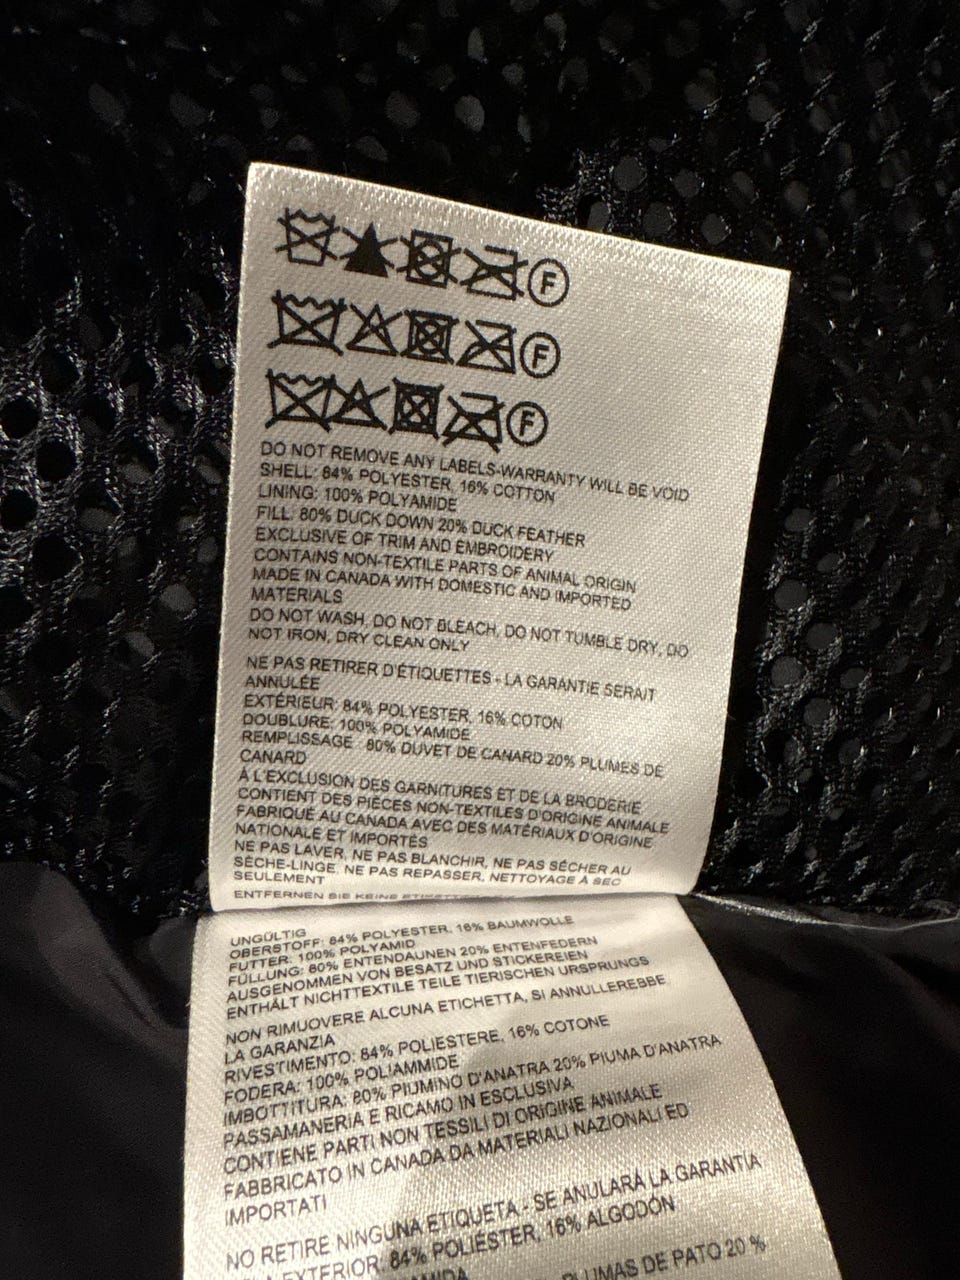 F
F
F
DO NOT REMOVE ANY LABELS-WARRANTY WILL BE VOID
SHELL: 84% POLYESTER, 16% COTTON
LINING: 100% POLYAMIDE
FILL: 80% DUCK DOWN 20% DUCK FEATHER
EXCLUSIVE OF TRIM AND EMBROIDERY
CONTAINS NON-TEXTILE PARTS OF ANIMAL ORIGIN
MADE IN CANADA WITH DOMESTIC AND IMPORTED
MATERIALS
DO NOT WASH, DO NOT BLEACH, DO NOT TUMBLE DRY, DO
NOT IRON, DRY CLEAN ONLY
NE PAS RETIRER D'ÉTIQUETTES - LA GARANTIE SERAIT
ANNULÉE
EXTÉRIEUR: 84% POLYESTER, 16% COTON
DOUBLURE: 100% POLYAMIDE
REMPLISSAGE : 80% DUVET DE CANARD 20% PLUMES DE
CANARD
À L'EXCLUSION DES GARNITURES ET DE LA BRODERIE
CONTIENT DES PIÈCES NON-TEXTILES D'ORIGINE ANIMALE
FABRIQUÉ AU CANADA AVEC DES MATÉRIAUX D'ORIGINE
NATIONALE ET IMPORTÉS
NE PAS LAVER, NE PAS BLANCHIR, NE PAS SÉCHER AU
SÈCHE-LINGE, NE PAS REPASSER, NETTOYAGE À SEC
SEULEMENT
ENTFERNEN SIE KEINE
UNGÜLTIG
OBERSTOFF: 84% POLYESTER, 16% BAUMWOLLE
FUTTER: 100% POLYAMID
FÜLLUNG: 80% ENTENDAUNEN 20% ENTENFEDERN
AUSGENOMMEN VON BESATZ UND STICKEREIEN
ENTHÄLT NICHTTEXTILE TEILE TIERISCHEN URSPRUNGS
NON RIMUOVERE ALCUNA ETICHETTA, SI ANNULLEREBBE
LA GARANZIA
RIVESTIMENTO: 84% POLIESTERE, 16% COTONE
FODERA: 100% POLIAMMIDE
IMBOTTITURA: 80% PIUMINO D'ANATRA 20% PIUMA D'ANATRA
PASSAMANERIA E RICAMO IN ESCLUSIVA
CONTIENE PARTI NON TESSILI DI ORIGINE ANIMALE
FABBRICATO IN CANADA DA MATERIALI NAZIONALI ED
IMPORTATI
NO RETIRE NINGUNA ETIQUETA - SE ANULARÁ LA GARANTIA
EXTERIOR: 84% POLIÉSTER, 16% ALGODÓN
PLUMAS DE PATO 20 %